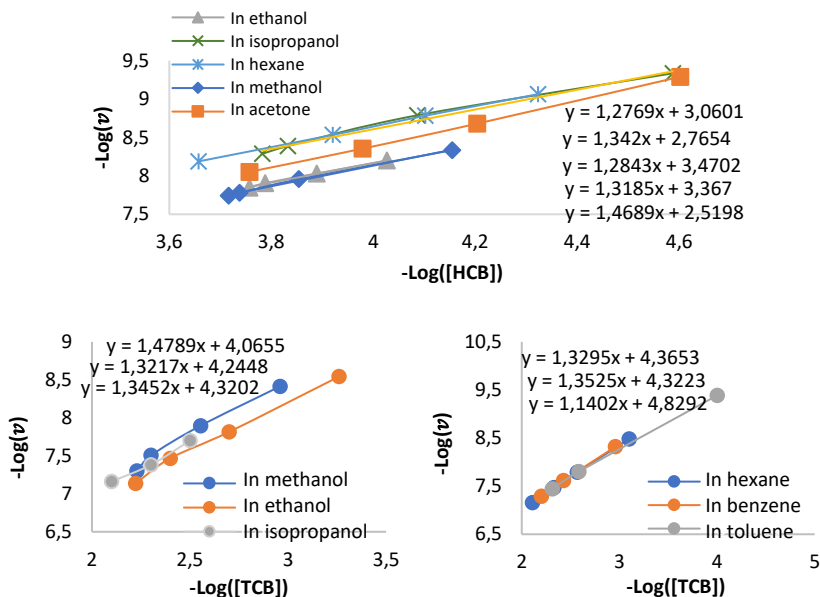 In ethanol
In isopropanol
In hexane
In methanol
In acetone
-Log(v)
9,5
9
8,5
8
7,5
y = 1,2769x + 3,0601
y = 1,342x + 2,7654
y = 1,2843x + 3,4702
y = 1,3185x + 3,367
y = 1,4689x + 2,5198
3,6 3,8 4 4,2 4,4 4,6
-Log([HCB])
-Log(v)
9
8,5
8
7,5
7
6,5
y = 1,4789x + 4,0655
y = 1,3217x + 4,2448
y = 1,3452x + 4,3202
In methanol
In ethanol
In isopropanol
2 2,5 3 3,5
-Log([TCB])
-Log(v)
10,5
9,5
8,5
7,5
6,5
y = 1,3295x + 4,3653
y = 1,3525x + 4,3223
y = 1,1402x + 4,8292
In hexane
In benzene
In toluene
2 3 4 5
-Log([TCB])